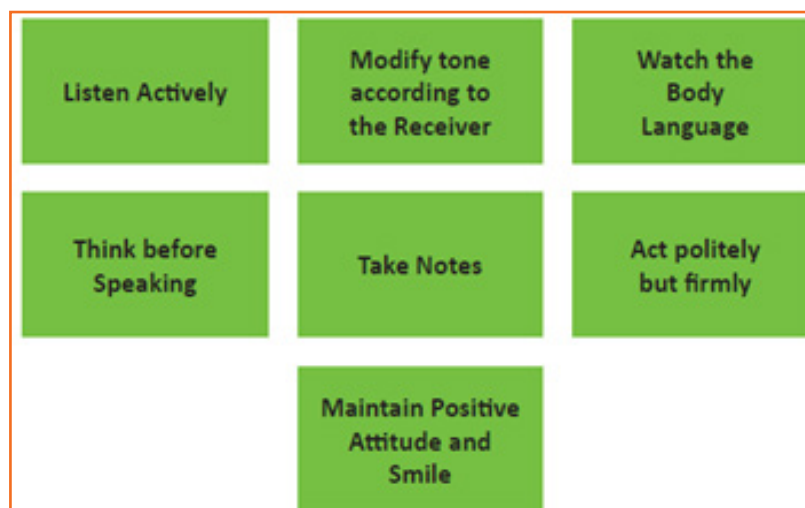 Listen Actively
Modify tone
according to
the Receiver
Watch the
Body
Language
Think before
Speaking
Take Notes
Act politely
but firmly
Maintain Positive
Attitude and
Smile